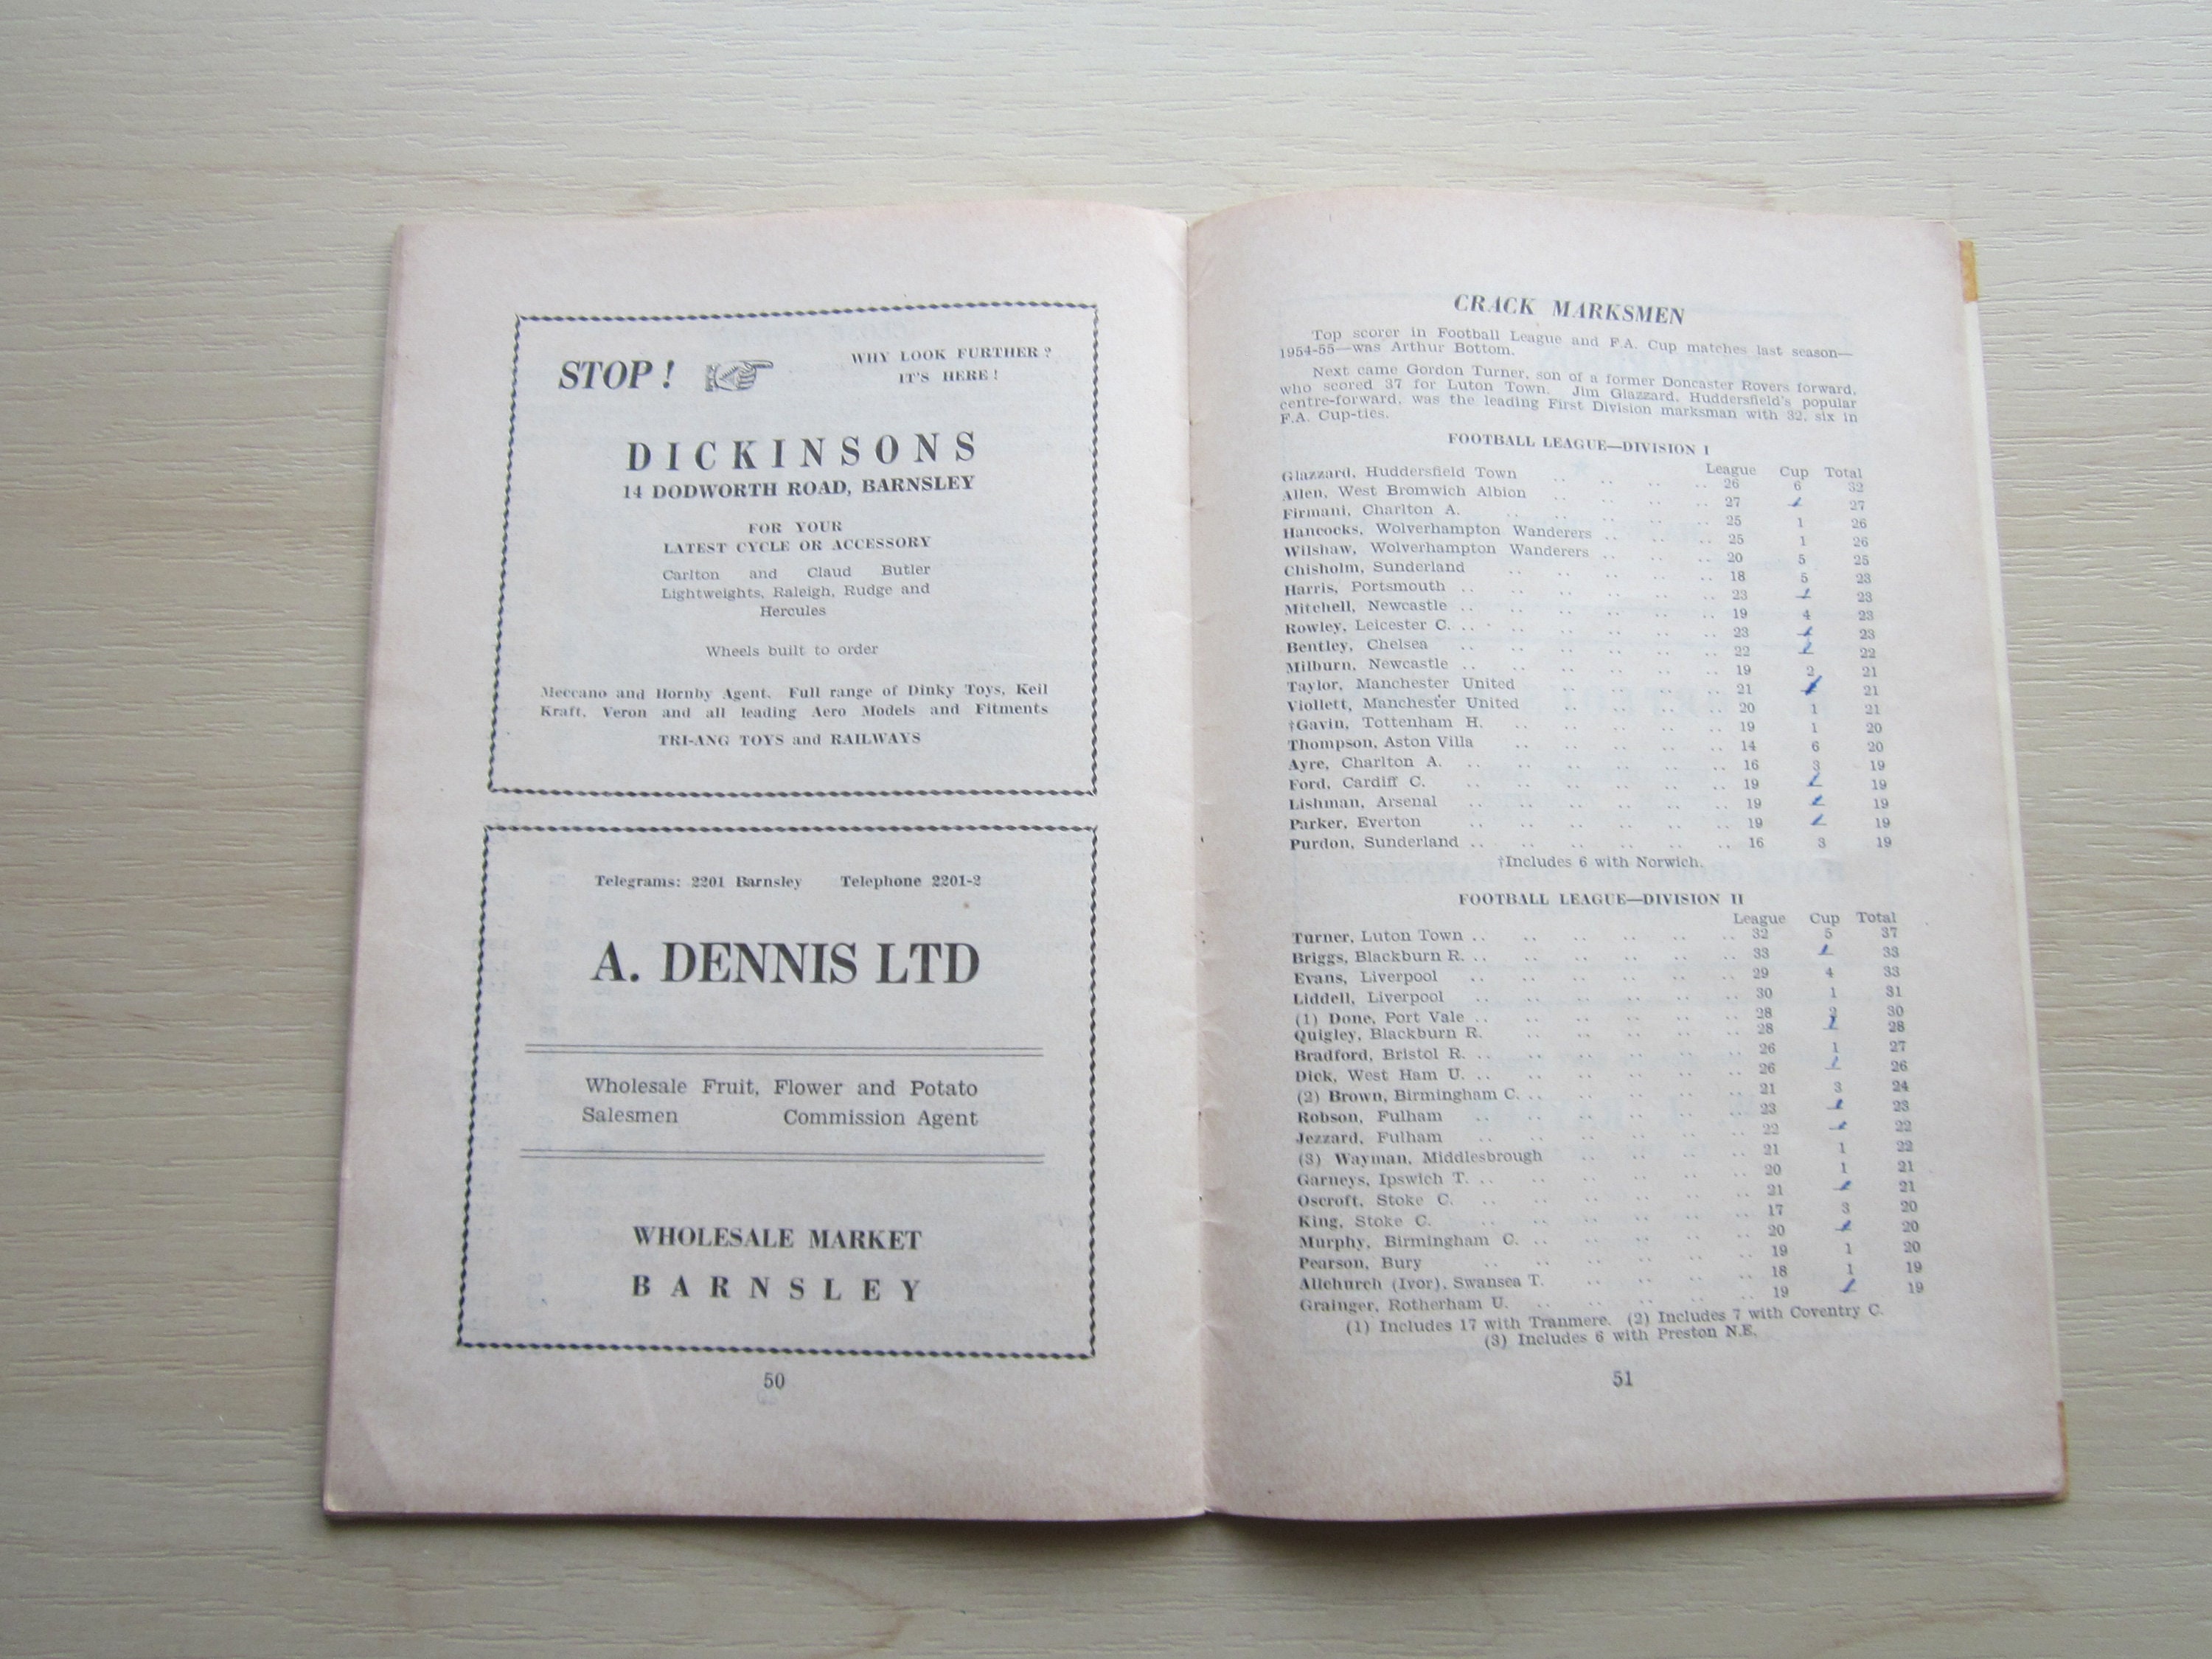 STOP!
WHY LOOK FURTHER?
IT'S HERE!
DICKINSONS
14 DODWORTH ROAD, BARNSLEY
FOR YOUR
LATEST CYCLE OR ACCESSORY
Carlton and Claud Butler
Lightweights, Raleigh, Rudge and
Hercules
Wheels built to order
Meccano and Hornby Agent. Full range of Dinky Toys, Keil
Kraft, Veron and all leading Aero Models and Fitments
TRI-ANG TOYS and RAILWAYS
Telegrams: 2201 Barnsley Telephone 2201-2
A. DENNIS LTD
Wholesale Fruit, Flower and Potato
Salesmen Commission Agent
WHOLESALE MARKET
BARNSLEY
50
CRACK MARKSMEN
Top scorer in Football League and F.A. Cup matches last season—
1954-55—was Arthur Bottom.
Next came Gordon Turner, son of a former Doncaster Rovers forward,
who scored 37 for Luton Town. Jim Glazzard, Huddersfield's popular
centre-forward, was the leading First Division marksman with 32, six in
F.A. Cup-ties.
FOOTBALL LEAGUE—DIVISION I
League Cup Total
Glazzard, Huddersfield Town .. .. .. .. 26 6 32
Allen, West Bromwich Albion .. .. .. .. 27 27
Firmani, Charlton A. .. .. .. .. .. 25 1 26
Hancocks, Wolverhampton Wanderers .. .. .. 25 1 26
Wilshaw, Wolverhampton Wanderers .. .. .. 20 5 25
Chisholm, Sunderland .. .. .. .. .. 18 5 23
Harris, Portsmouth .. .. .. .. .. .. 23 23
Mitchell, Newcastle .. .. .. .. .. .. 19 4 23
Rowley, Leicester C. .. .. .. .. .. .. 23 23
Bentley, Chelsea .. .. .. .. .. .. 22 22
Milburn, Newcastle .. .. .. .. .. .. 19 2 21
Taylor, Manchester United .. .. .. .. 21 21
Viollett, Manchester United .. .. .. .. 20 1 21
†Gavin, Tottenham H. .. .. .. .. .. 19 1 20
Thompson, Aston Villa .. .. .. .. .. 14 6 20
Ayre, Charlton A. .. .. .. .. .. .. 16 3 19
Ford, Cardiff C. .. .. .. .. .. .. 19 19
Lishman, Arsenal .. .. .. .. .. .. 19 19
Parker, Everton .. .. .. .. .. .. 19 19
Purdon, Sunderland .. .. .. .. .. .. 16 3 19
†Includes 6 with Norwich.
FOOTBALL LEAGUE—DIVISION II
League Cup Total
Turner, Luton Town .. .. .. .. .. .. 32 5 37
Briggs, Blackburn R. .. .. .. .. .. .. 33 33
Evans, Liverpool .. .. .. .. .. .. 29 4 33
Liddell, Liverpool .. .. .. .. .. .. 30 1 31
(1) Done, Port Vale .. .. .. .. .. .. 28 2 30
Quigley, Blackburn R. .. .. .. .. .. 28 28
Bradford, Bristol R. .. .. .. .. .. .. 26 1 27
Dick, West Ham U. .. .. .. .. .. .. 26 26
(2) Brown, Birmingham C. .. .. .. .. .. 21 3 24
Robson, Fulham .. .. .. .. .. .. 23 23
Jezzard, Fulham .. .. .. .. .. .. 22 22
(3) Wayman, Middlesbrough .. .. .. .. 21 1 22
Garneys, Ipswich T. .. .. .. .. .. .. 20 1 21
Oscroft, Stoke C. .. .. .. .. .. .. 21 21
King, Stoke C. .. .. .. .. .. .. 17 3 20
Murphy, Birmingham C. .. .. .. .. .. 20 20
Pearson, Bury .. .. .. .. .. .. 19 1 20
Allchurch (Ivor), Swansea T. .. .. .. .. 18 1 19
Grainger, Rotherham U. .. .. .. .. .. 19 19
(1) Includes 17 with Tranmere. (2) Includes 7 with Coventry C.
(3) Includes 6 with Preston N.E.
51